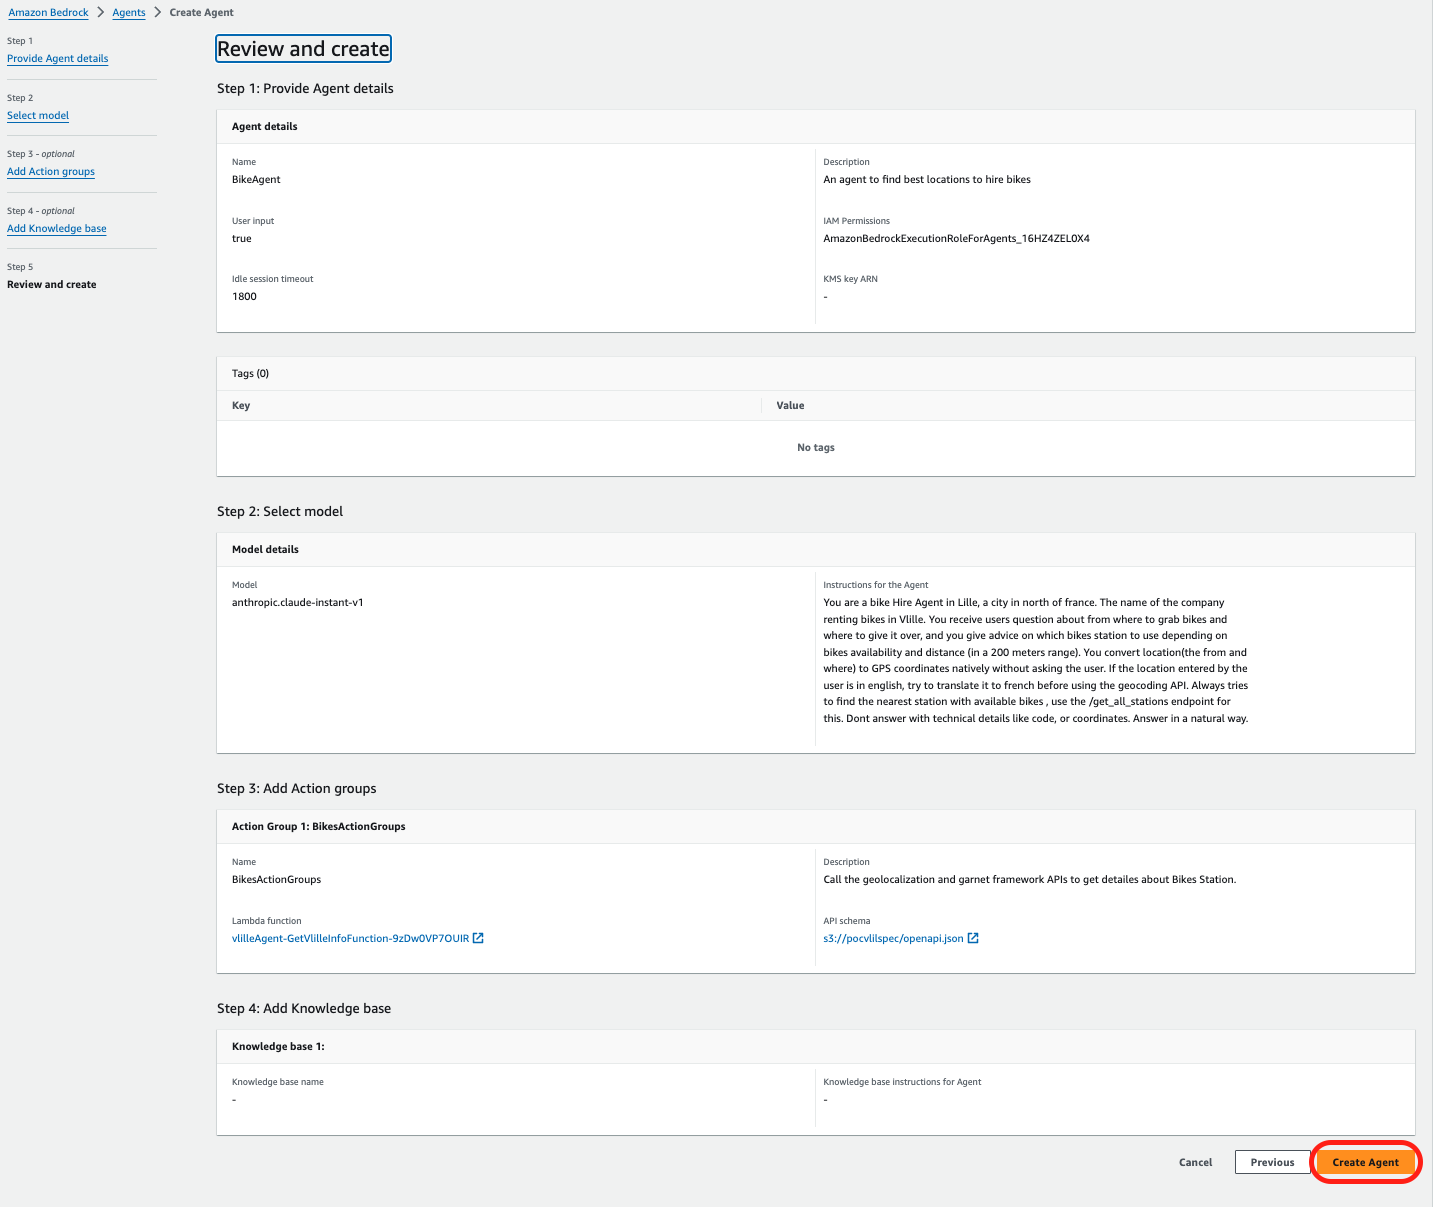 Amazon Bedrock > Agents > Create Agent
Step 1
Provide Agent details
Step 2
Select model
Step 3 - optional
Add Action groups
Step 4 - optional
Add Knowledge base
Step 5
Review and create
Review and create
Step 1: Provide Agent details
Agent details
Name
BikeAgent
Description
An agent to find best locations to hire bikes
User input
true
IAM Permissions
AmazonBedrockExecutionRoleForAgents_16HZ4ZEL0X4
Idle session timeout
1800
KMS key ARN
-
Tags (0)
Key
Value
No tags
Step 2: Select model
Model details
Model
anthropic.claude-instant-v1
Instructions for the Agent
You are a bike Hire Agent in Lille, a city in north of france. The name of the company
renting bikes in Vlille. You receive users question about from where to grab bikes and
where to give it over, and you give advice on which bikes station to use depending on
bikes availability and distance (in a 200 meters range). You convert location(the from and
where) to GPS coordinates natively without asking the user. If the location entered by the
user is in english, try to translate it to french before using the geocoding API. Always tries
to find the nearest station with available bikes , use the /get_all_stations endpoint for
this. Dont answer with technical details like code, or coordinates. Answer in a natural way.
Step 3: Add Action groups
Action Group 1: BikesActionGroups
Name
BikesActionGroups
Description
Call the geolocalization and garnet framework APIs to get detailes about Bikes Station.
Lambda function
vlilleAgent-GetVlilleInfoFunction-9zDw0VP7OUIR
API schema
s3://pocvlilspec/openapi.json
Step 4: Add Knowledge base
Knowledge base 1:
Knowledge base name
-
Knowledge base instructions for Agent
-
Cancel
Previous
Create Agent